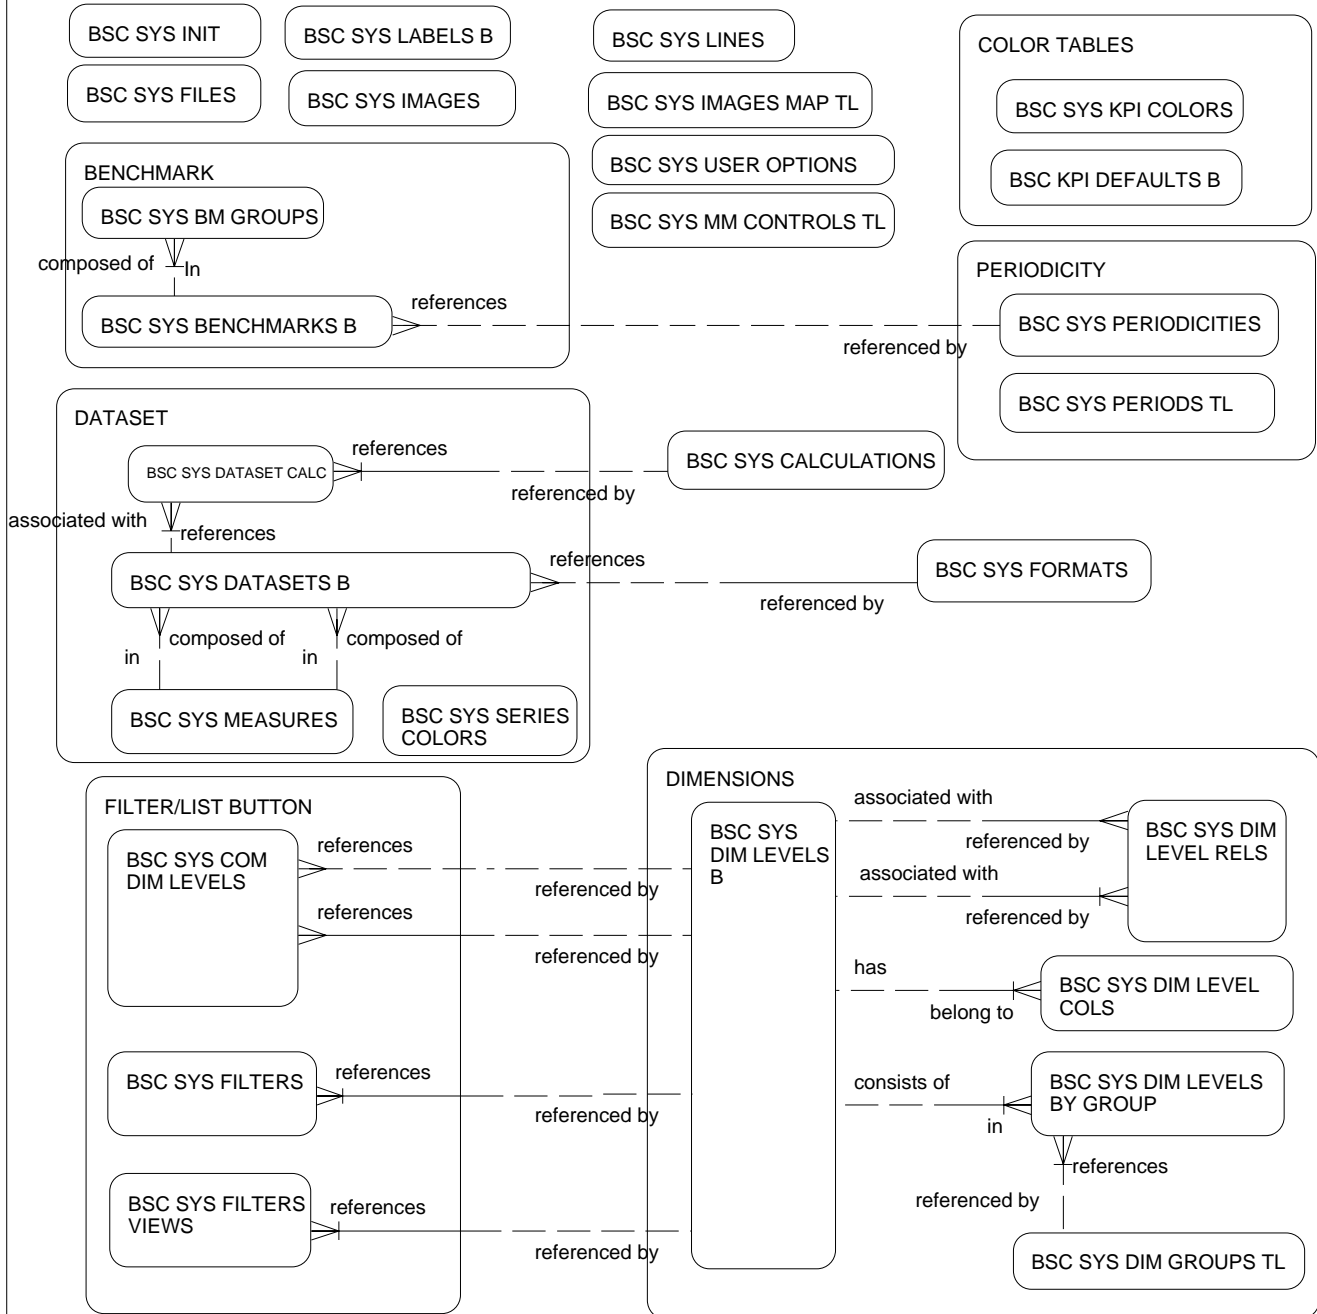 BSC SYS INIT
BSC SYS LABELS B
BSC SYS LINES
BSC SYS FILES
BSC SYS IMAGES
BSC SYS IMAGES MAP TL
BSC SYS USER OPTIONS
BSC SYS MM CONTROLS TL
COLOR TABLES
BSC SYS KPI COLORS
BSC KPI DEFAULTS B
BENCHMARK
BSC SYS BM GROUPS
composed of
In
BSC SYS BENCHMARKS B
references
referenced by
PERIODICITY
BSC SYS PERIODICITIES
BSC SYS PERIODS TL
DATASET
BSC SYS DATASET CALC
references
referenced by
BSC SYS CALCULATIONS
associated with
references
BSC SYS DATASETS B
references
referenced by
BSC SYS FORMATS
composed of
in
composed of
in
BSC SYS MEASURES
BSC SYS SERIES
COLORS
FILTER/LIST BUTTON
BSC SYS COM
DIM LEVELS
references
referenced by
references
referenced by
BSC SYS FILTERS
references
referenced by
BSC SYS FILTERS
VIEWS
references
referenced by
DIMENSIONS
BSC SYS
DIM LEVELS
B
associated with
referenced by
associated with
referenced by
BSC SYS DIM
LEVEL RELS
has
belong to
BSC SYS DIM LEVEL
COLS
consists of
in
BSC SYS DIM LEVELS
BY GROUP
references
referenced by
BSC SYS DIM GROUPS TL